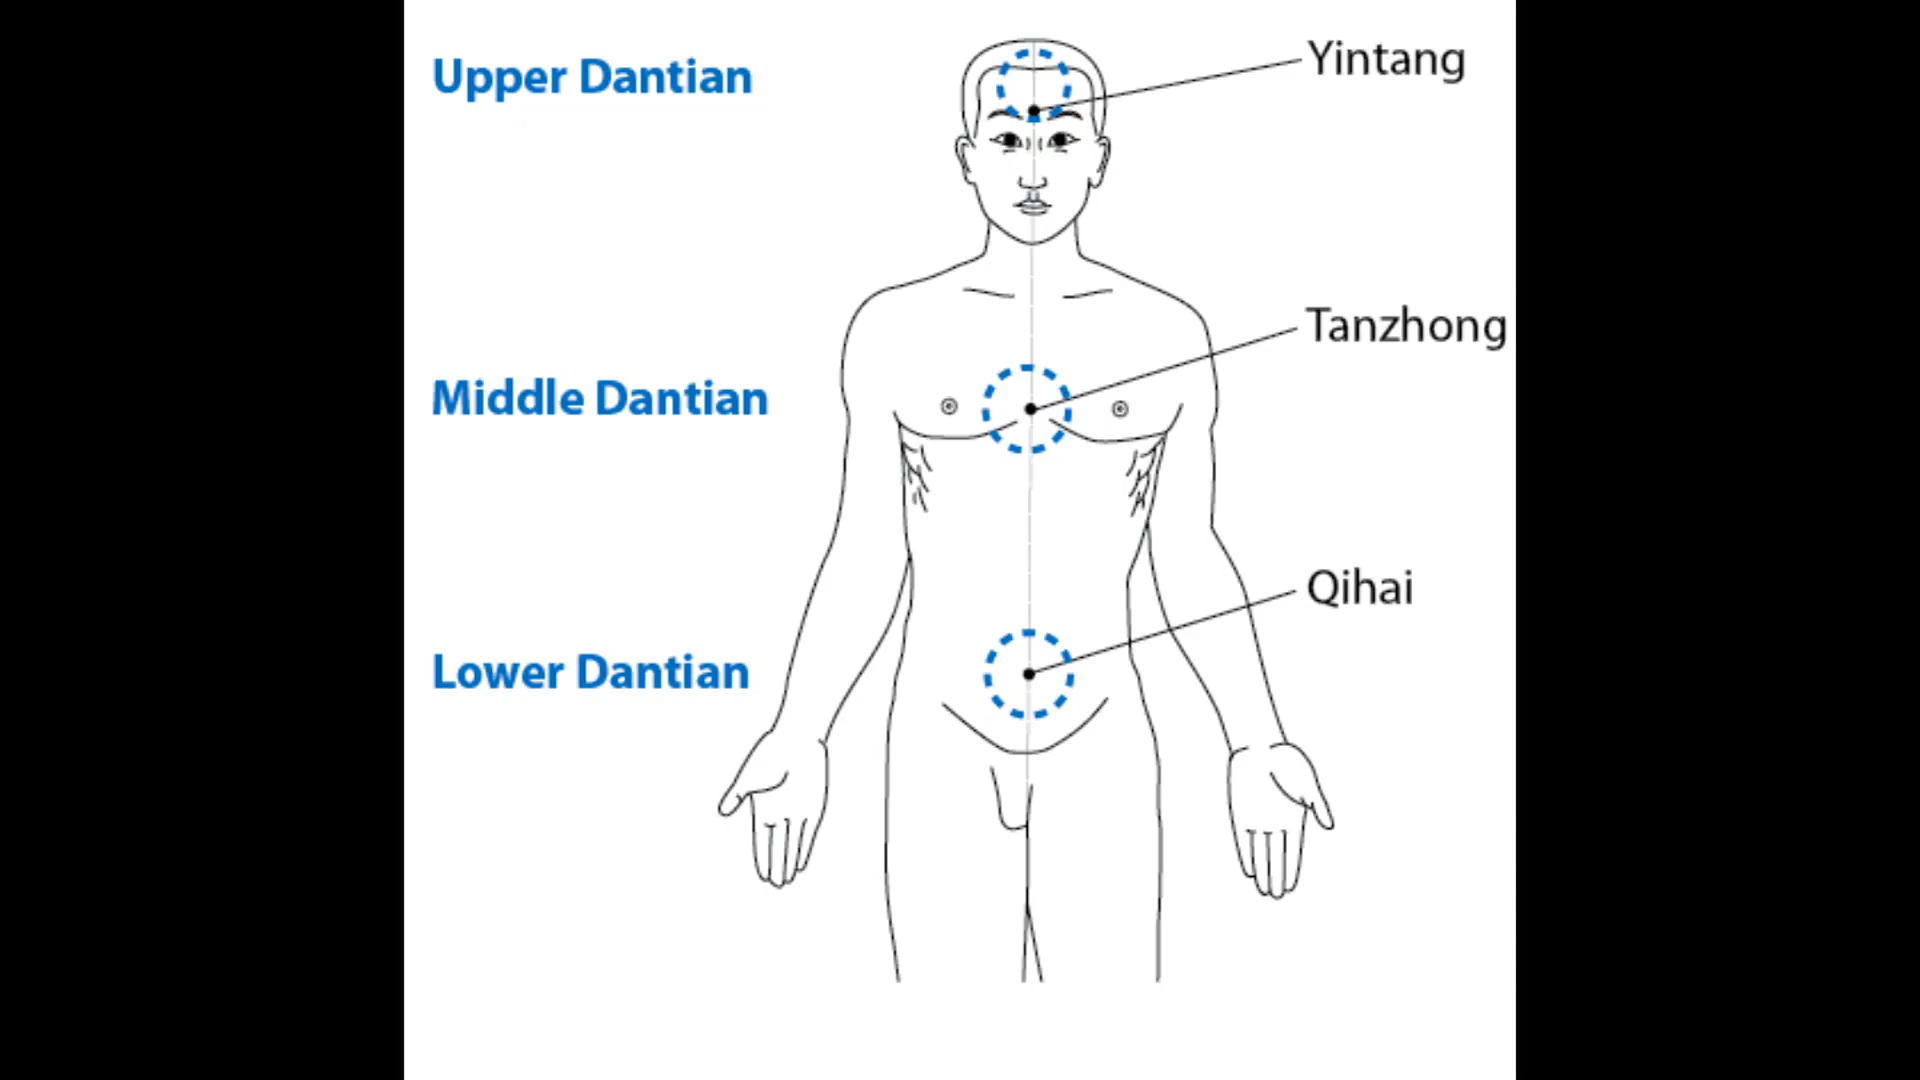 Upper Dantian
Yintang
Middle Dantian
Tanzhong
Lower Dantian
Qihai